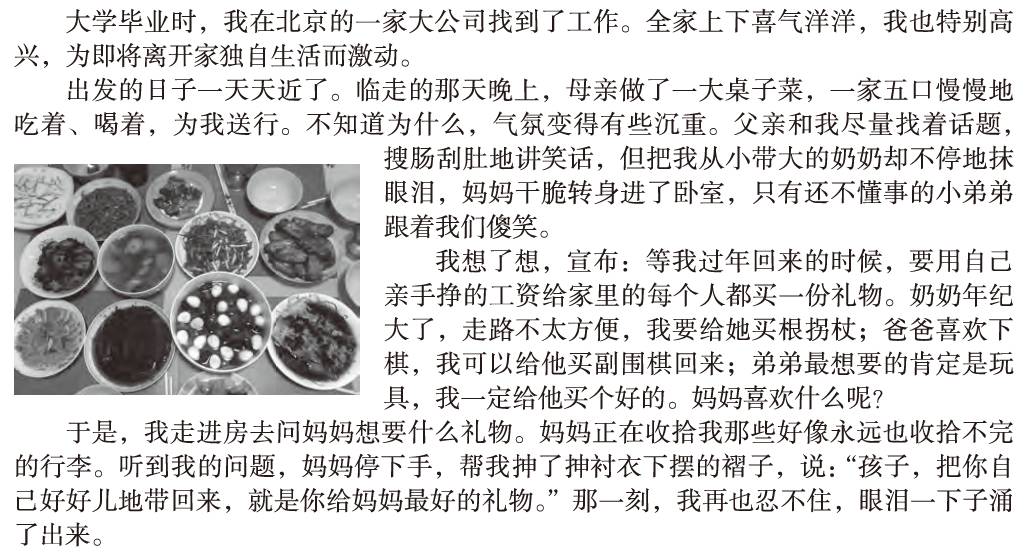 大学毕业时，我在北京的一家大公司找到了工作。全家上下喜气洋洋，我也特别高
兴，为即将离开家独自生活而激动。
出发的日子一天天近了。临走的那天晚上，母亲做了一大桌子菜，一家五口慢慢地
吃着、喝着，为我送行。不知道为什么，气氛变得有些沉重。父亲和我尽量找着话题，
搜肠刮肚地讲笑话，但把我从小带大的奶奶却不停地抹
眼泪，妈妈干脆转身进了卧室，只有还不懂事的小弟弟
跟着我们傻笑。
我想了想，宣布：等我过年回来的时候，要用自己
亲手挣的工资给家里的每个人都买一份礼物。奶奶年纪
大了，走路不太方便，我要给她买根拐杖；爸爸喜欢下
棋，我可以给他买副围棋回来；弟弟最想要的肯定是玩
具，我一定给他买个好的。妈妈喜欢什么呢？
于是，我走进房去问妈妈想要什么礼物。妈妈正在收拾我那些好像永远也收拾不完
的行李。听到我的问题，妈妈停下手，帮我抻了抻衬衣下摆的褶子，说：“孩子，把你自
己好好儿地带回来，就是你给妈妈最好的礼物。”那一刻，我再也忍不住，眼泪一下子涌
了出来。